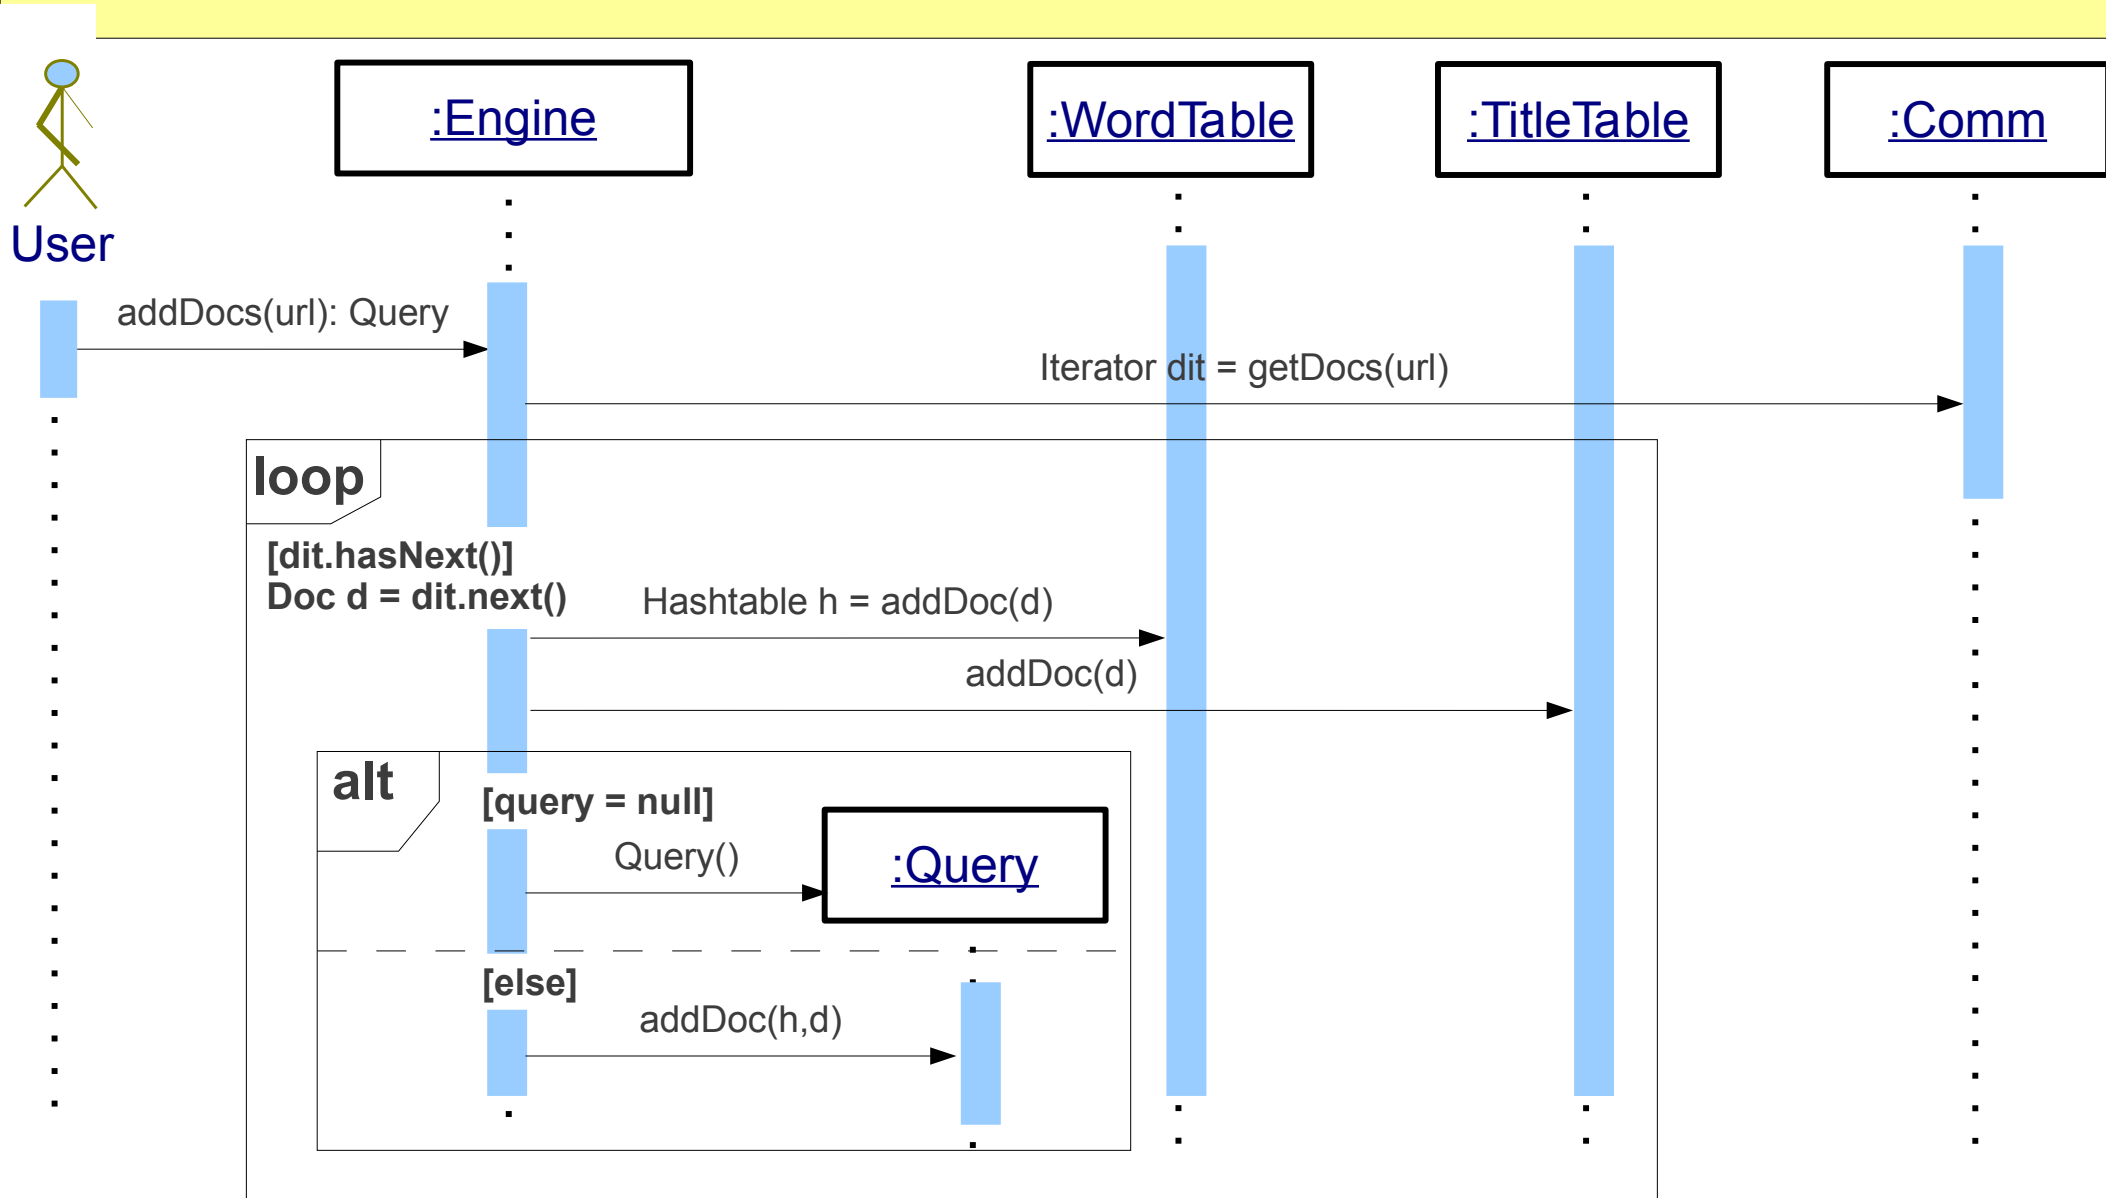 :Engine
:WordTable
:TitleTable
:Comm
User
addDocs(url): Query
Iterator dit = getDocs(url)
loop
[dit.hasNext()]
Doc d = dit.next()
Hashtable h = addDoc(d)
addDoc(d)
alt
[query = null]
Query()
:Query
[else]
addDoc(h,d)